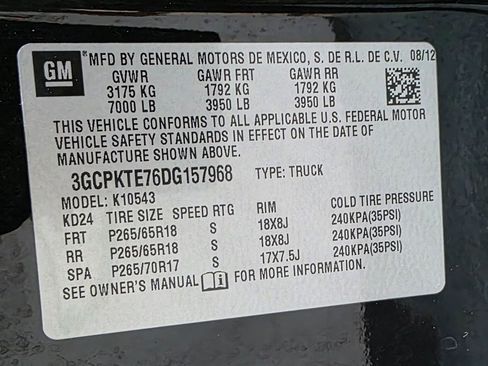 GM *MFD BY GENERAL MOTORS DE MEXICO, S. DE R.L. DE C.V. 08/12
GVWR GAWR FRT GAWR RR
3175 KG 1792 KG 1792 KG
7000 LB 3950 LB 3950 LB
THIS VEHICLE CONFORMS TO ALL APPLICABLE U.S. FEDERAL MOTOR
VEHICLE SAFETY STANDARDS IN EFFECT ON THE DATE OF
MANUFACTURE SHOWN ABOVE.
3GCPKTE76DG157968 TYPE: TRUCK
MODEL: K10543
KD24 TIRE SIZE SPEED RTG RIM COLD TIRE PRESSURE
FRT P265/65R18 S 18X8J 240KPA(35PSI)
RR P265/65R18 S 18X8J 240KPA(35PSI)
SPA P265/70R17 S 17X7.5J 240KPA(35PSI)
SEE OWNER'S MANUAL FOR MORE INFORMATION.